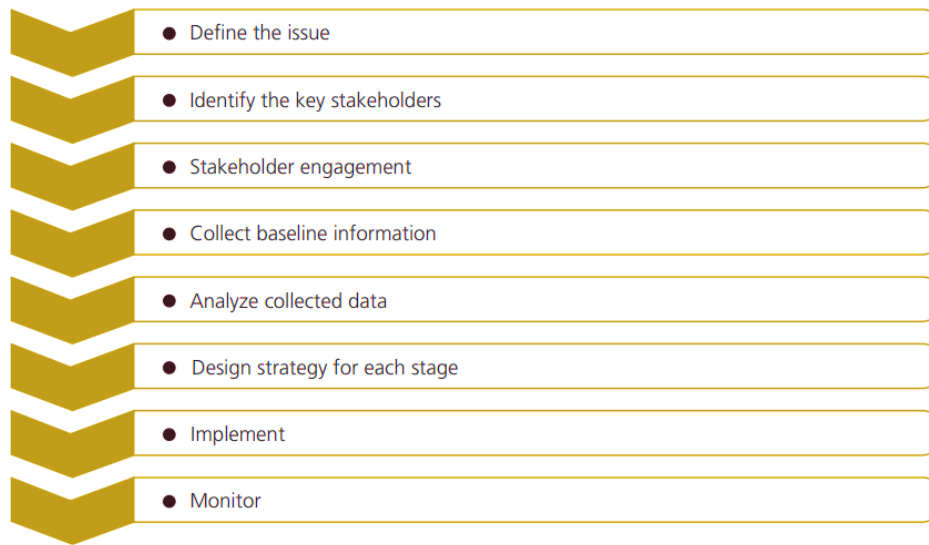 ● Define the issue
● Identify the key stakeholders
● Stakeholder engagement
● Collect baseline information
● Analyze collected data
● Design strategy for each stage
● Implement
● Monitor